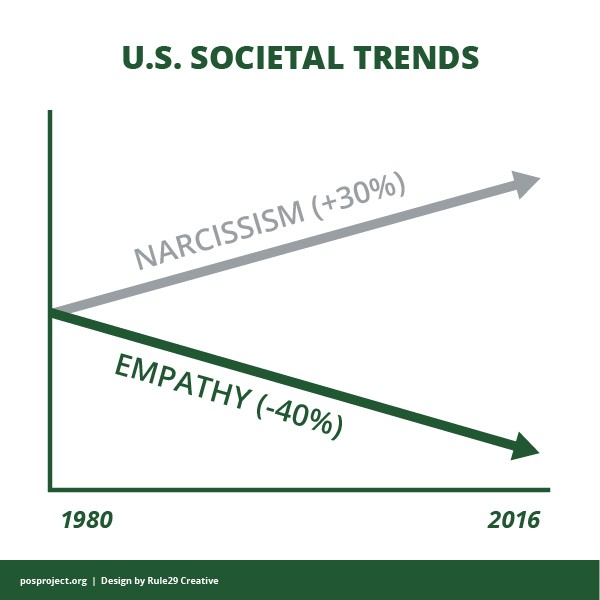 U.S. SOCIETAL TRENDS
NARCISSISM (+30%)
EMPATHY (-40%)
1980
2016
posproject.org | Design by Rule29 Creative